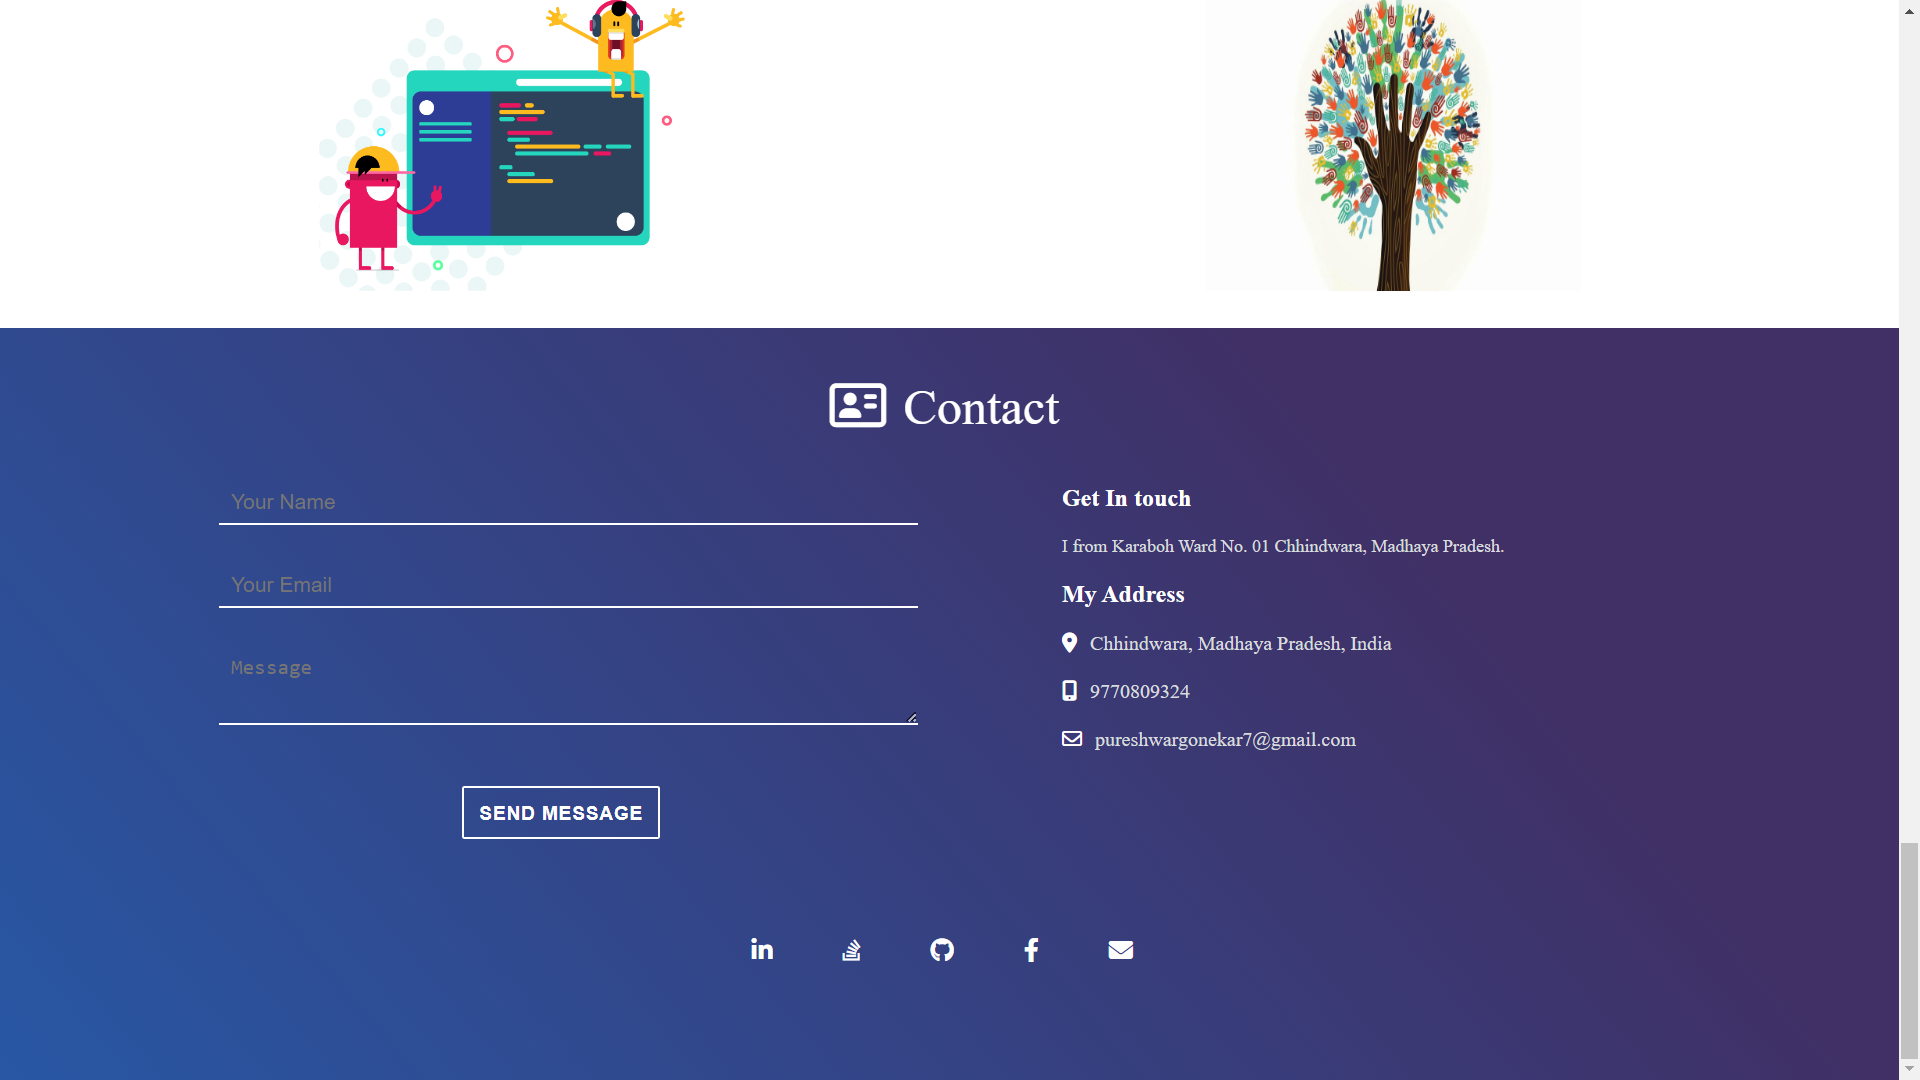 Contact
Your Name
Your Email
Message
SEND MESSAGE
Get In touch
I from Karaboh Ward No. 01 Chhindwara, Madhaya Pradesh.
My Address
Chhindwara, Madhaya Pradesh, India
9770809324
pureshwargonekar7@gmail.com